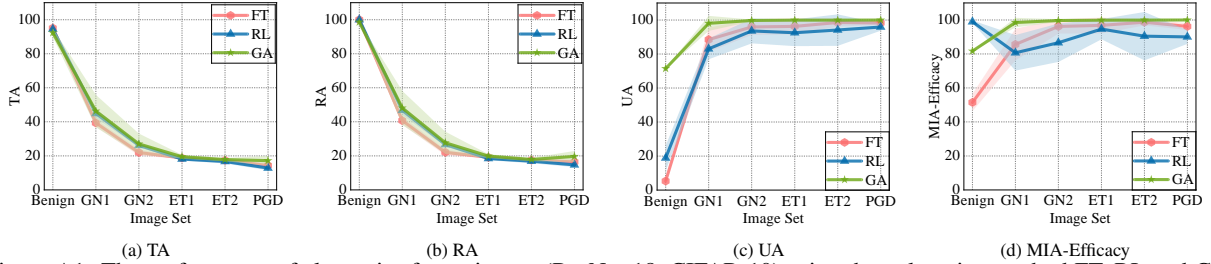 100
80
60
40
20
0
TA
FT
RL
GA
Benign GN1 GN2 ET1 ET2 PGD
Image Set
(a) TA
100
80
60
40
20
0
RA
FT
RL
GA
Benign GN1 GN2 ET1 ET2 PGD
Image Set
(b) RA
100
80
60
40
20
0
UA
FT
RL
GA
Benign GN1 GN2 ET1 ET2 PGD
Image Set
(c) UA
100
80
60
40
20
0
MIA-Efficacy
FT
RL
GA
Benign GN1 GN2 ET1 ET2 PGD
Image Set
(d) MIA-Efficacy